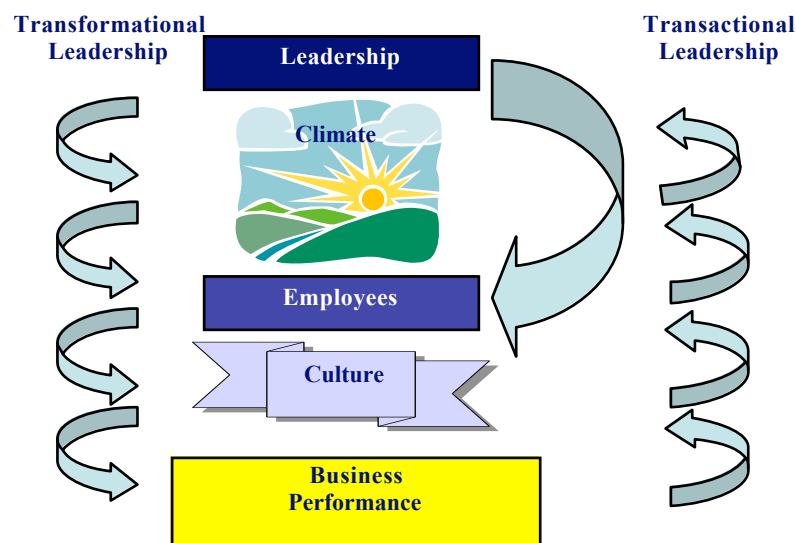 Transformational
Leadership
Transactional
Leadership
Leadership
Climate
Employees
Culture
Business
Performance